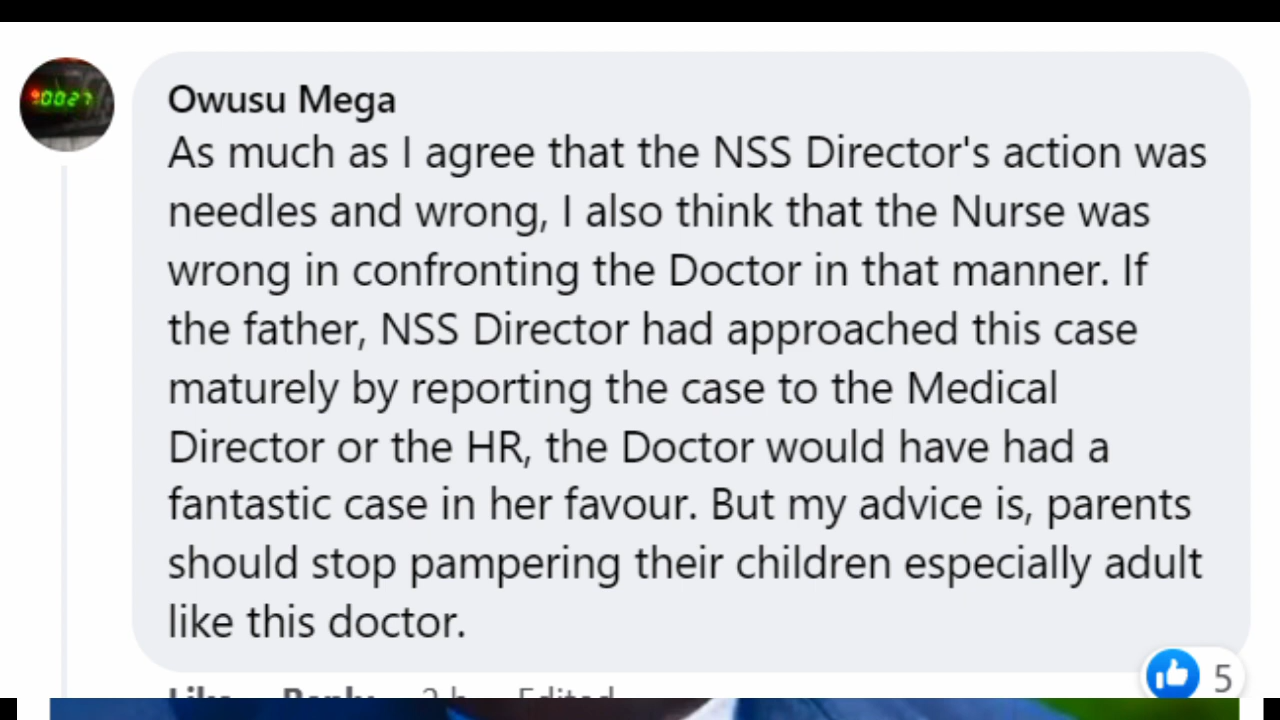 Owusu Mega
As much as I agree that the NSS Director's action was
needles and wrong, I also think that the Nurse was
wrong in confronting the Doctor in that manner. If
the father, NSS Director had approached this case
maturely by reporting the case to the Medical
Director or the HR, the Doctor would have had a
fantastic case in her favour. But my advice is, parents
should stop pampering their children especially adult
like this doctor.
5
Like Reply 2 h Edited